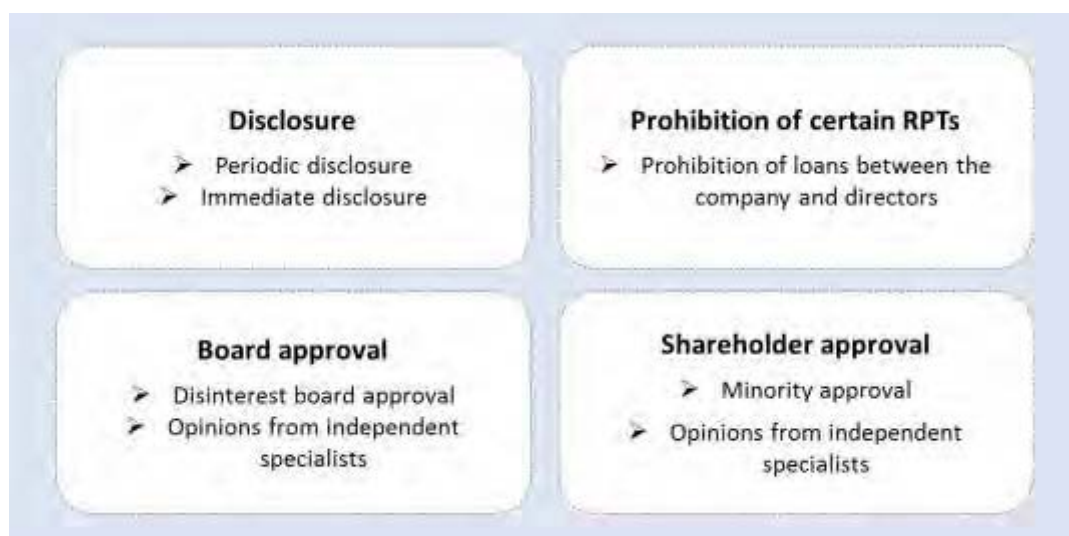 Disclosure
➢ Periodic disclosure
➢ Immediate disclosure
Prohibition of certain RPTs
➢ Prohibition of loans between the
company and directors
Board approval
➢ Disinterest board approval
➢ Opinions from independent
specialists
Shareholder approval
➢ Minority approval
➢ Opinions from independent
specialists